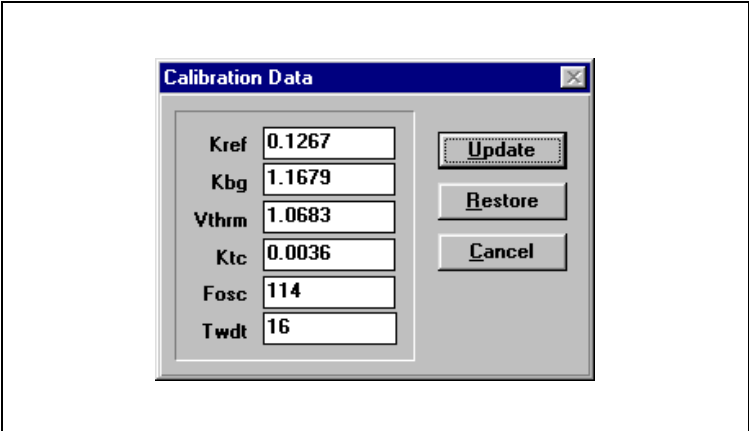 Calibration Data
Kref 0.1267
Kbg 1.1679
Vthrm 1.0683
Ktc 0.0036
Fosc 114
Twdt 16
Update
Restore
Cancel